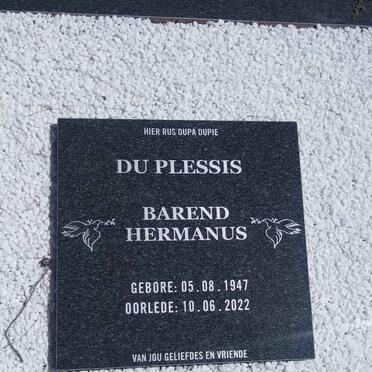 HIER RUS OUPA DUPIE
DU PLESSIS
BAREND
HERMANUS
GEBORE: 05.08.1947
OORLEDE: 10.06.2022
VAN JOU GELIEFDES EN VRIENDE